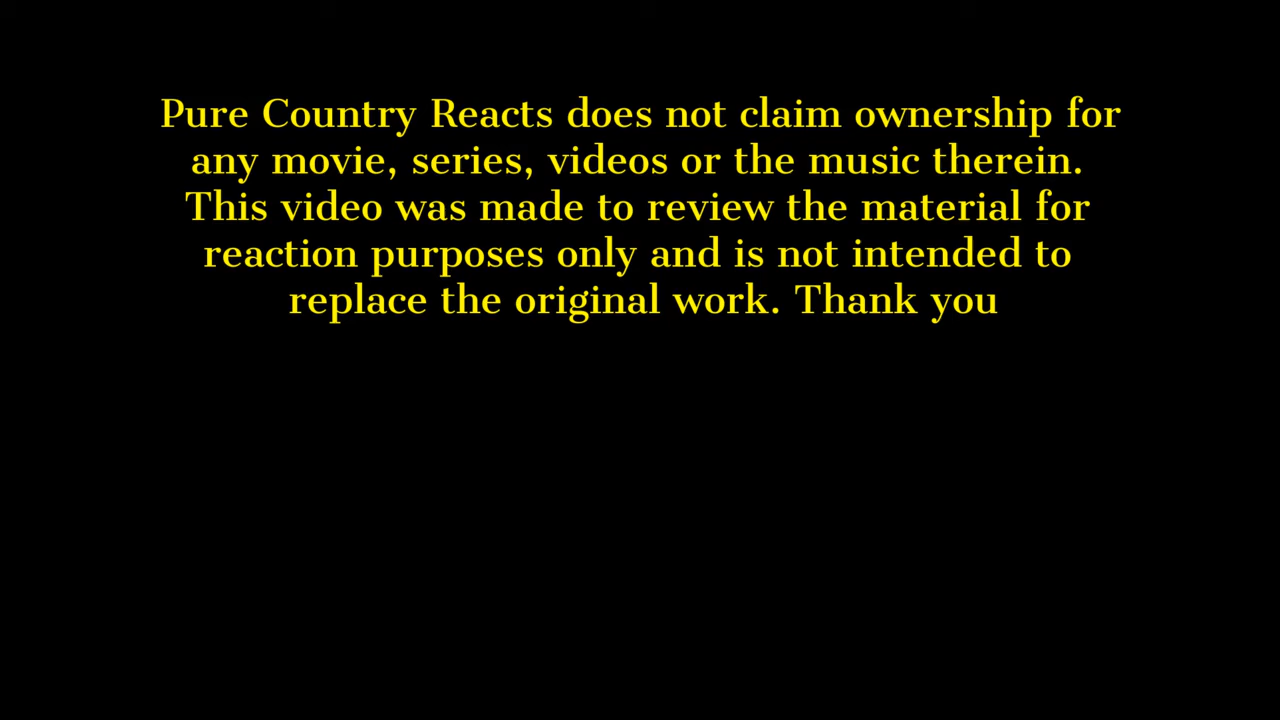 Pure Country Reacts does not claim ownership for
any movie, series, videos or the music therein.
This video was made to review the material for
reaction purposes only and is not intended to
replace the original work. Thank you